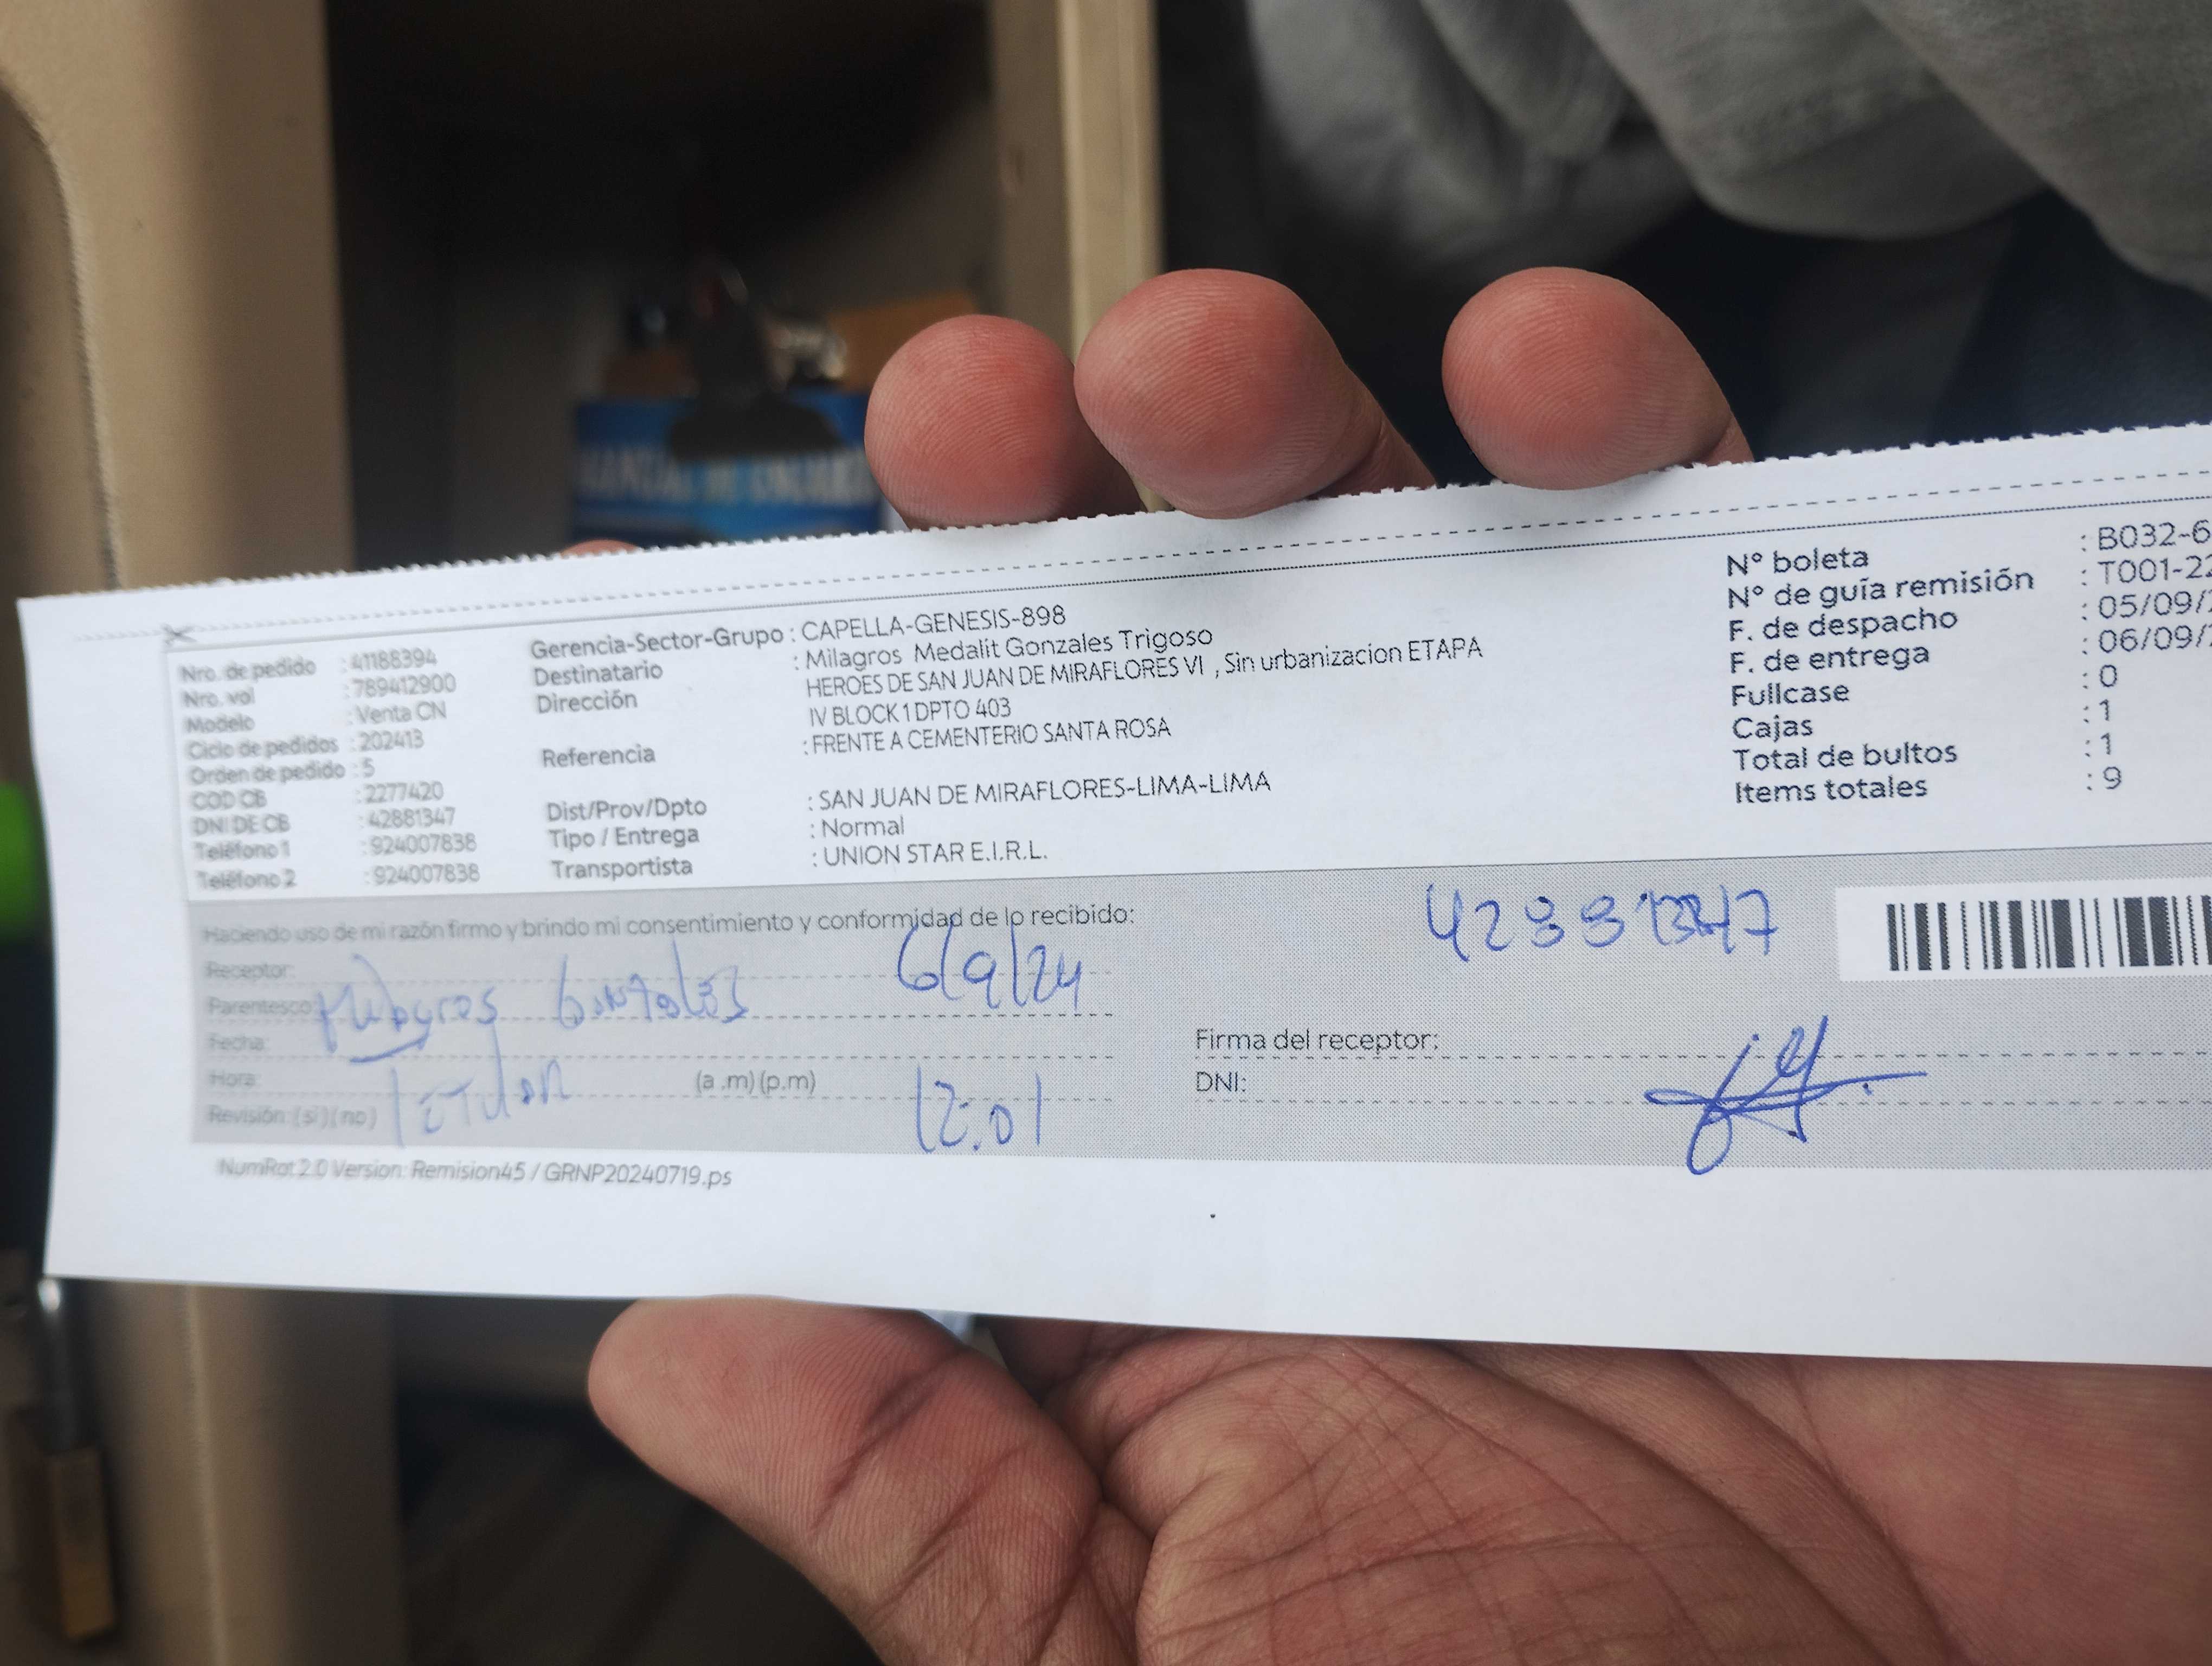 Nro. de pedido : 41188394
Nro. vol : 789412900
Modelo : Venta CN
Ciclo de pedidos : 202413
Orden de pedido : 5
COD CB : 2277420
DNI DE CB : 42881347
Teléfono 1 : 924007838
Teléfono 2 : 924007838
Gerencia-Sector-Grupo : CAPELLA-GENESIS-898
Destinatario : Milagros Medalit Gonzales Trigoso
Dirección HEROES DE SAN JUAN DE MIRAFLORES VI , Sin urbanizacion ETAPA
IV BLOCK 1 DPTO 403
Referencia : FRENTE A CEMENTERIO SANTA ROSA
Dist/Prov/Dpto : SAN JUAN DE MIRAFLORES-LIMA-LIMA
Tipo / Entrega : Normal
Transportista : UNION STAR E.I.R.L.
N° boleta : B032-6
N° de guía remisión : T001-22
F. de despacho : 05/09/
F. de entrega : 06/09/
Fullcase : 0
Cajas : 1
Total de bultos : 1
Items totales : 9
Haciendo uso de mi razón firmo y brindo mi consentimiento y conformidad de lo recibido:
Receptor:
Parentesco: Milagros Gonzales 6/9/24
Fecha:
Hora: (a .m) (p.m)
Revisión: (si) (no) Titular 12:01
Firma del receptor:
DNI:
NumRot 2.0 Version: Remision45 / GRNP20240719.ps